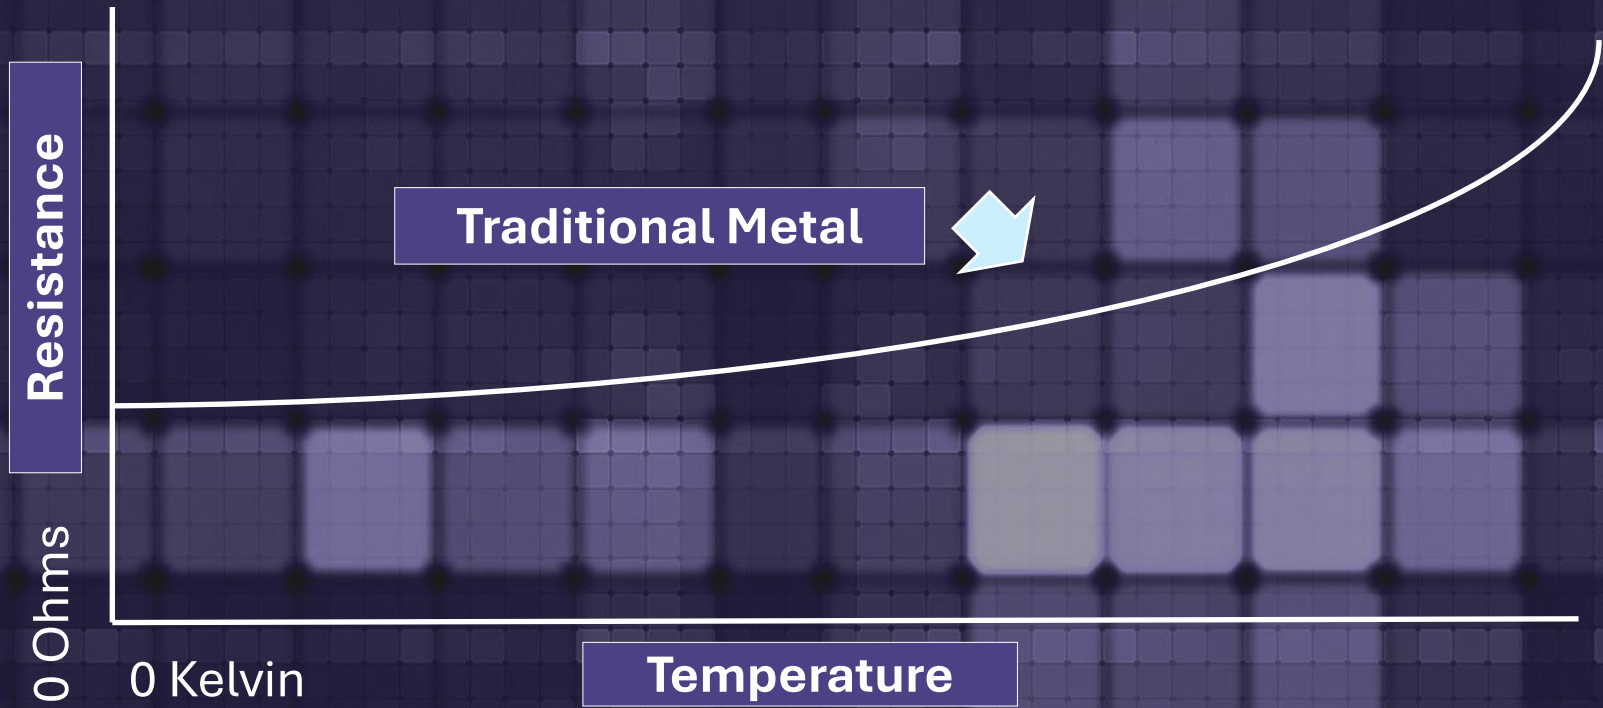 Resistance
Traditional Metal
0 Ohms
0 Kelvin
Temperature